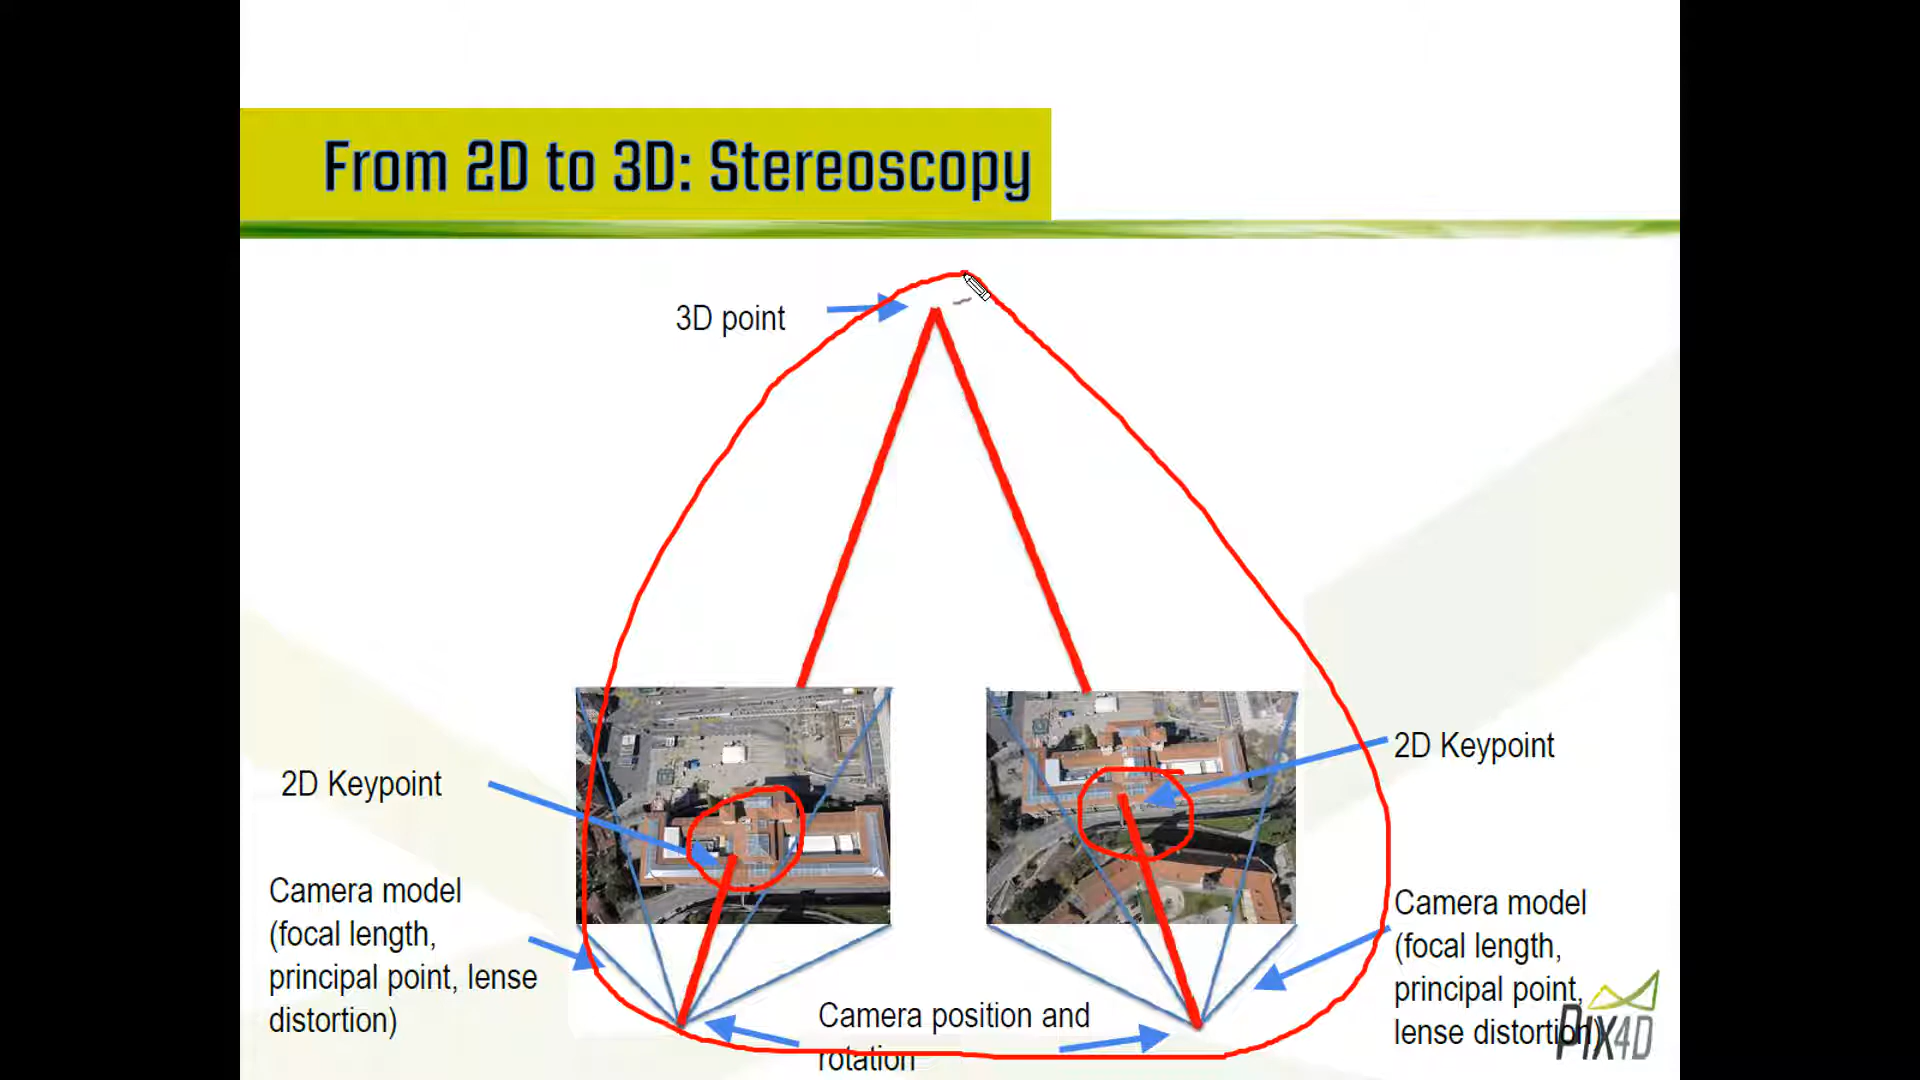 From 2D to 3D: Stereoscopy
3D point
2D Keypoint
2D Keypoint
Camera model
(focal length,
principal point, lense
distortion)
Camera position and
rotation
Camera model
(focal length,
principal point,
lense distortion)
PIX4D